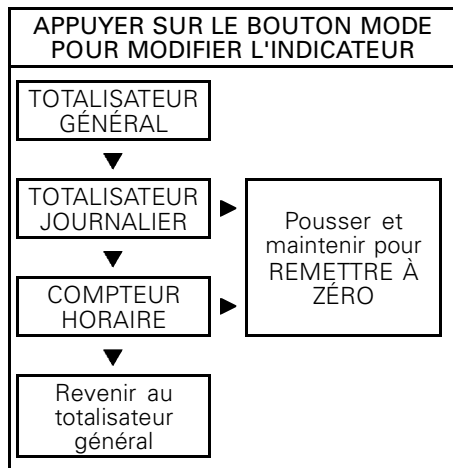 APPUYER SUR LE BOUTON MODE
POUR MODIFIER L'INDICATEUR
TOTALISATEUR
GÉNÉRAL
TOTALISATEUR
JOURNALIER
Pousser et
maintenir pour
REMETTRE À
ZÉRO
COMPTEUR
HORAIRE
Revenir au
totalisateur
général